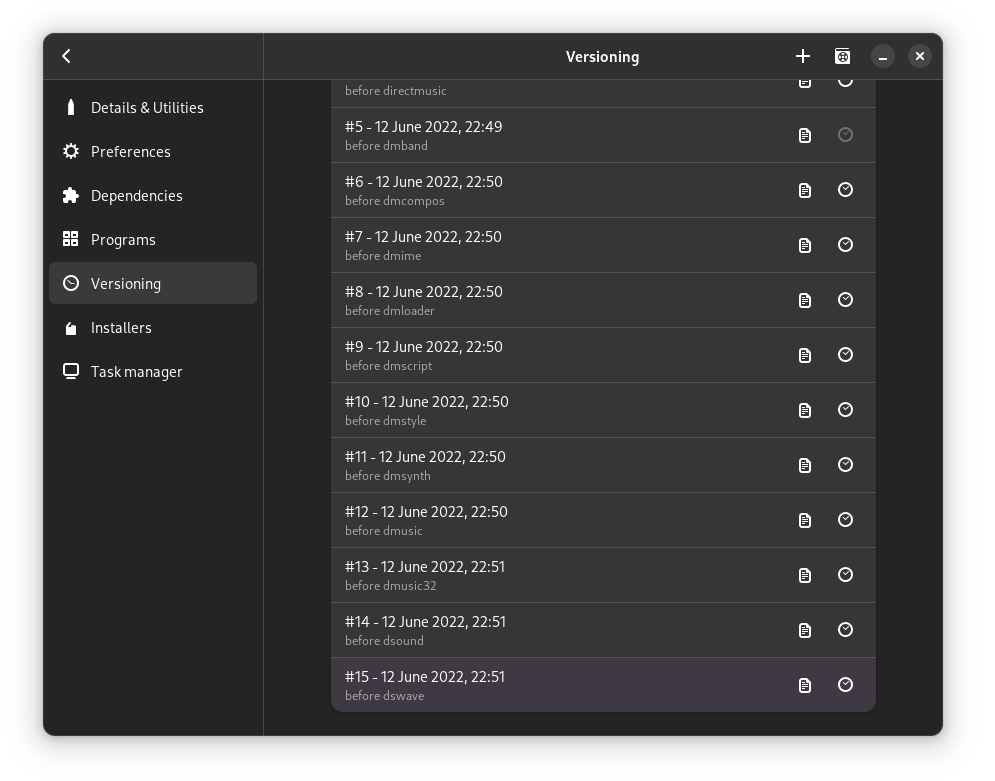 Versioning
Details & Utilities
Preferences
Dependencies
Programs
Versioning
Installers
Task manager
before directmusic
#5 - 12 June 2022, 22:49
before dmband
#6 - 12 June 2022, 22:50
before dmcompos
#7 - 12 June 2022, 22:50
before dmime
#8 - 12 June 2022, 22:50
before dmloader
#9 - 12 June 2022, 22:50
before dmscript
#10 - 12 June 2022, 22:50
before dmstyle
#11 - 12 June 2022, 22:50
before dmsynth
#12 - 12 June 2022, 22:50
before dmusic
#13 - 12 June 2022, 22:51
before dmusic32
#14 - 12 June 2022, 22:51
before dsound
#15 - 12 June 2022, 22:51
before dswave